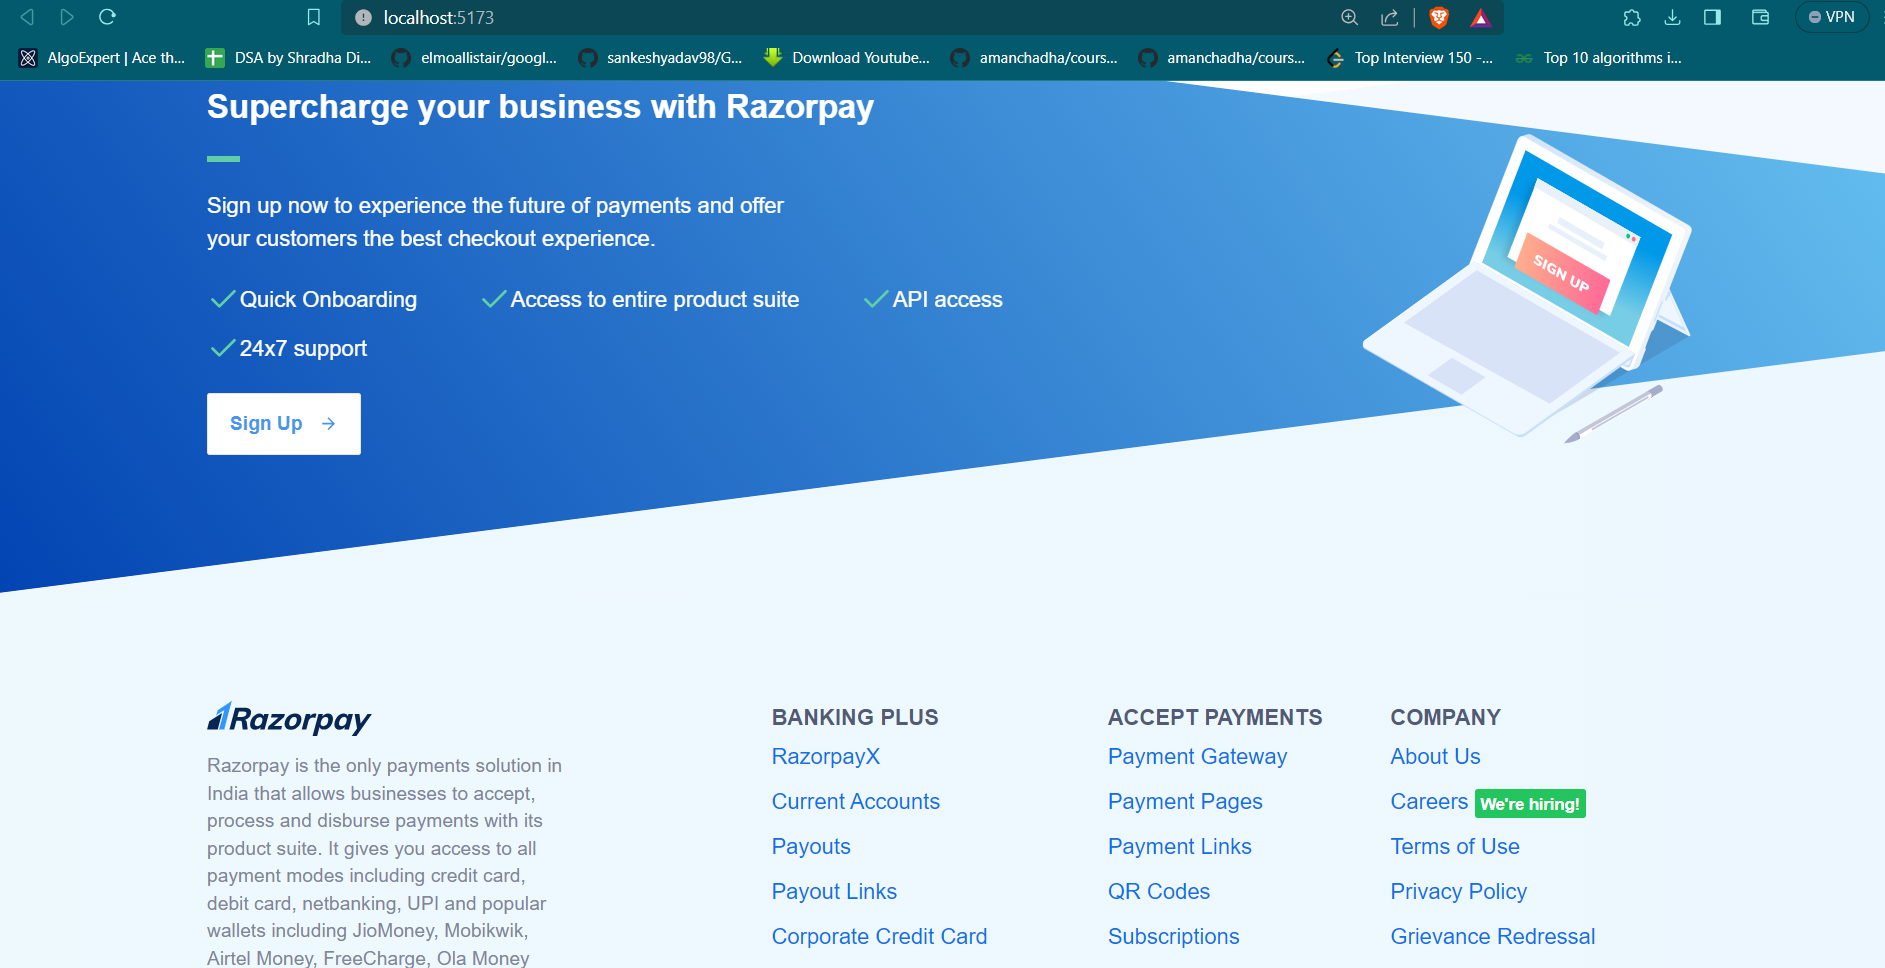 localhost:5173
VPN
AlgoExpert | Ace th...
DSA by Shradha Di...
elmoallistair/googl...
sankeshyadav98/G...
Download Youtube...
amanchadha/cours...
amanchadha/cours...
Top Interview 150 -...
Top 10 algorithms i...
Supercharge your business with Razorpay
Sign up now to experience the future of payments and offer
your customers the best checkout experience.
Quick Onboarding
Access to entire product suite
API access
24x7 support
Sign Up
SIGN UP
Razorpay
Razorpay is the only payments solution in
India that allows businesses to accept,
process and disburse payments with its
product suite. It gives you access to all
payment modes including credit card,
debit card, netbanking, UPI and popular
wallets including JioMoney, Mobikwik,
Airtel Money, FreeCharge, Ola Money
BANKING PLUS
RazorpayX
Current Accounts
Payouts
Payout Links
Corporate Credit Card
ACCEPT PAYMENTS
Payment Gateway
Payment Pages
Payment Links
QR Codes
Subscriptions
COMPANY
About Us
Careers We're hiring!
Terms of Use
Privacy Policy
Grievance Redressal